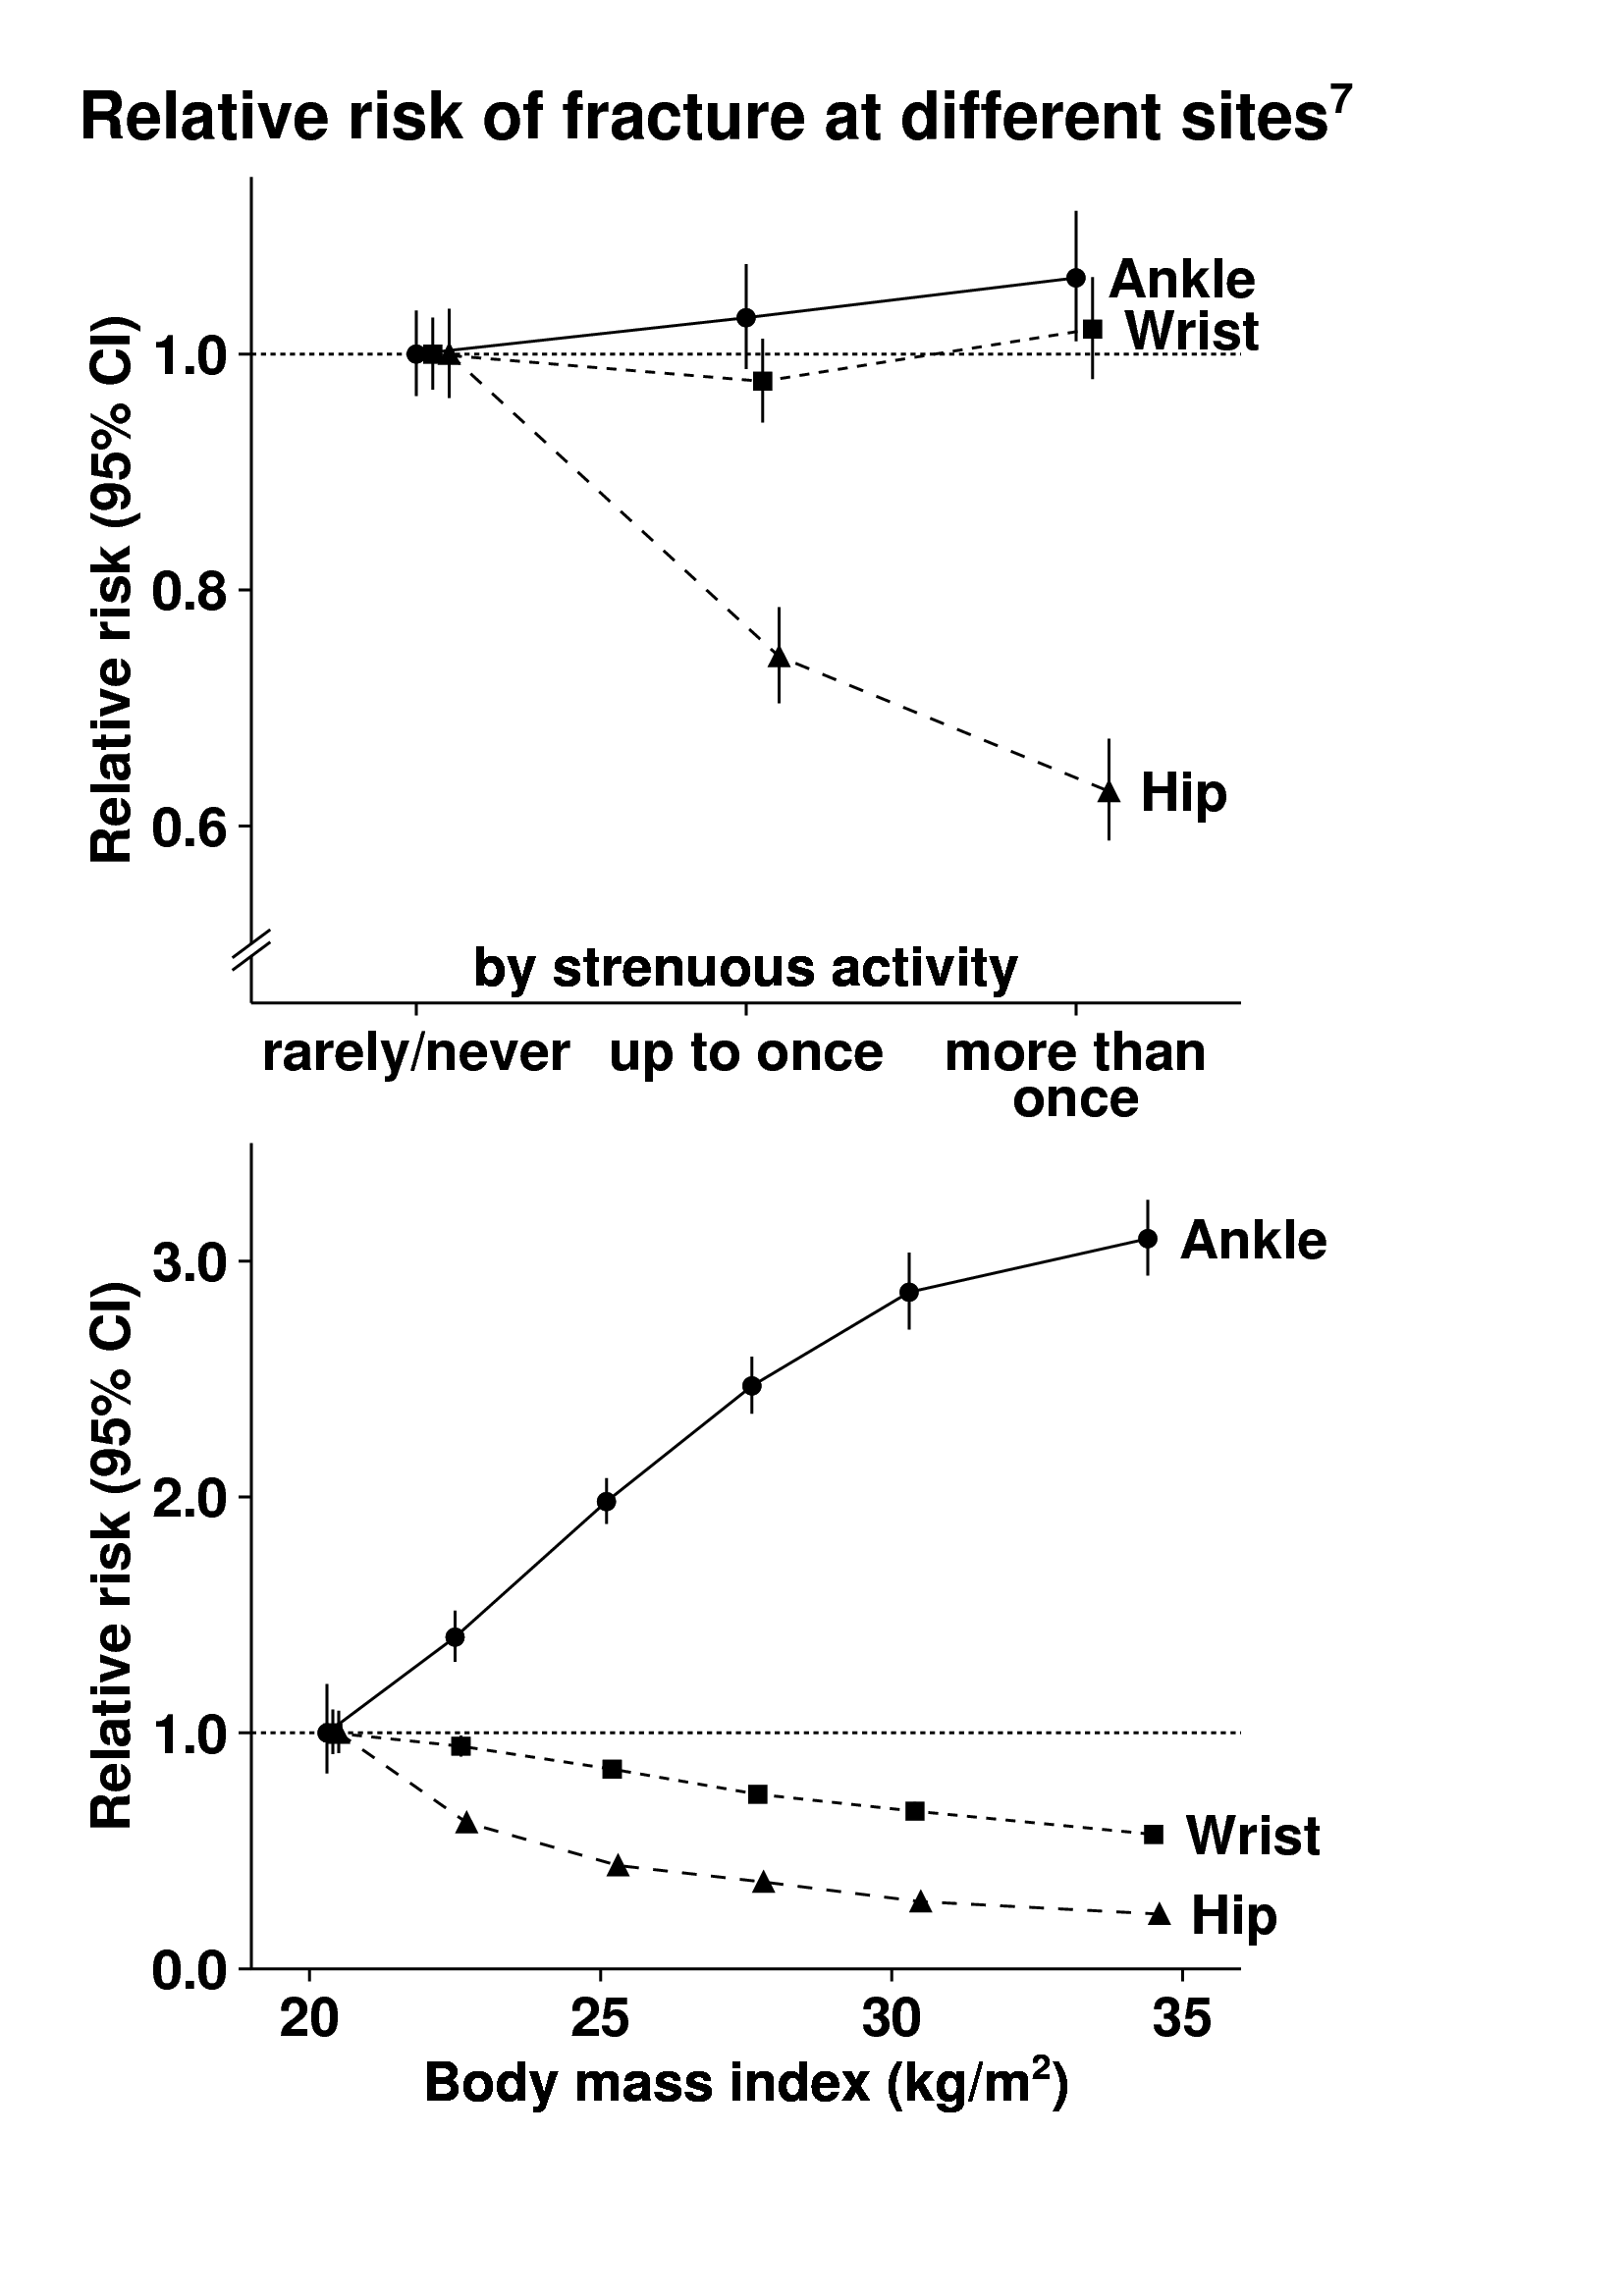 Relative risk of fracture at different sites⁷
Relative risk (95% CI)
1.0
0.8
0.6
Ankle
Wrist
Hip
by strenuous activity
rarely/never up to once more than
once
Relative risk (95% CI)
3.0
2.0
1.0
0.0
Ankle
Wrist
Hip
20 25 30 35
Body mass index (kg/m²)